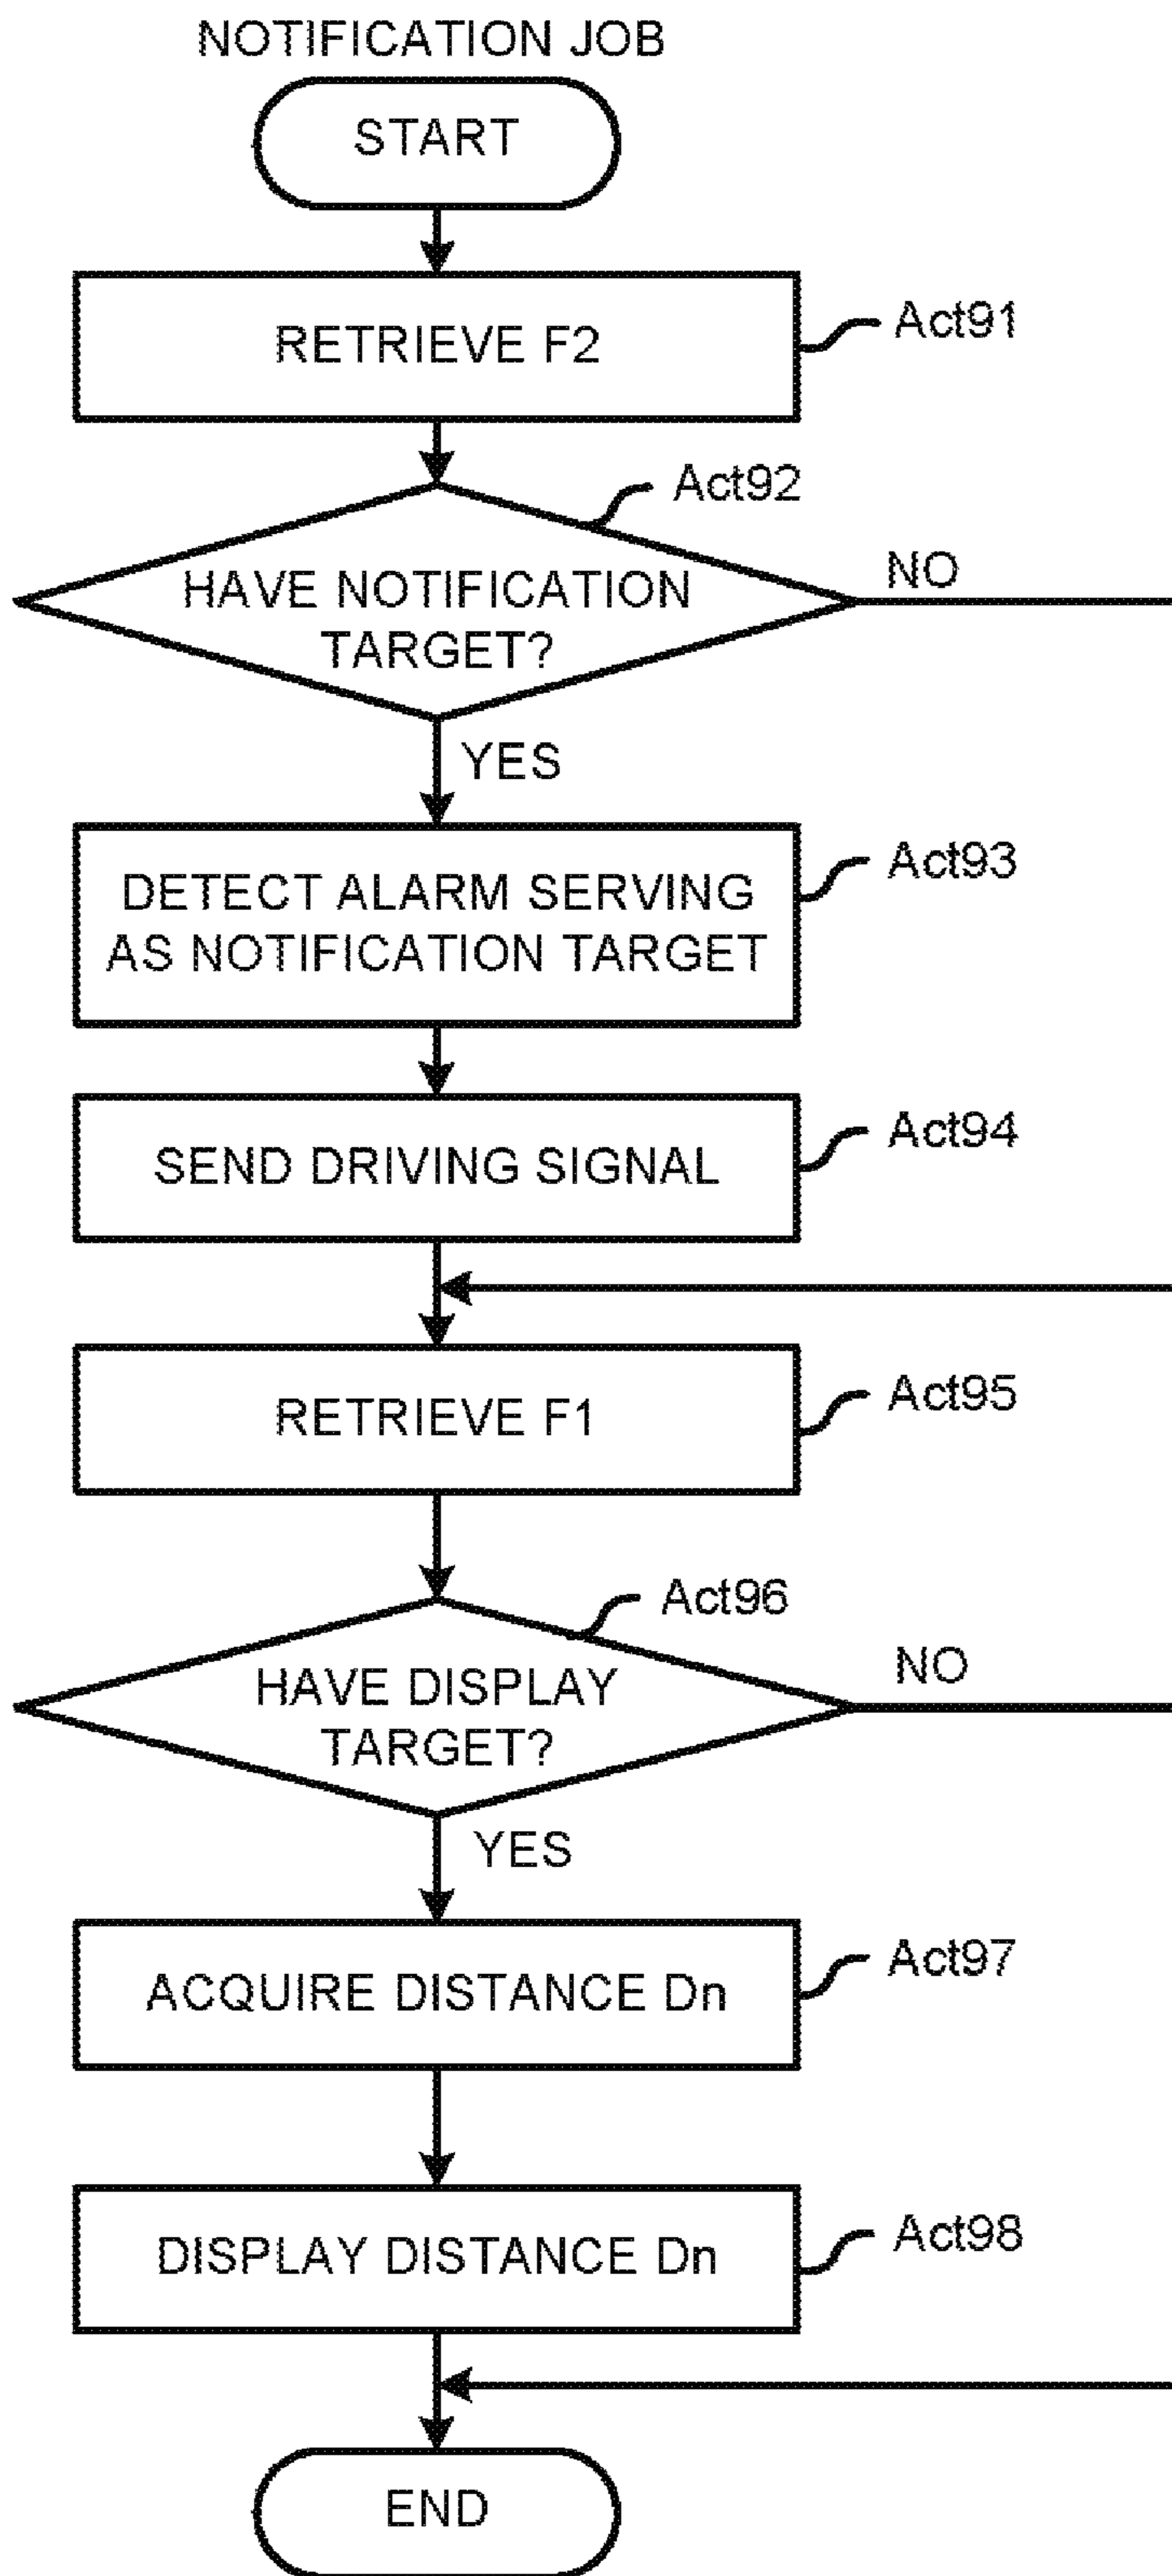 NOTIFICATION JOB
START
RETRIEVE F2
Act91
Act92
HAVE NOTIFICATION
TARGET?
NO
YES
DETECT ALARM SERVING
AS NOTIFICATION TARGET
Act93
SEND DRIVING SIGNAL
Act94
RETRIEVE F1
Act95
Act96
HAVE DISPLAY
TARGET?
NO
YES
ACQUIRE DISTANCE Dn
Act97
DISPLAY DISTANCE Dn
Act98
END